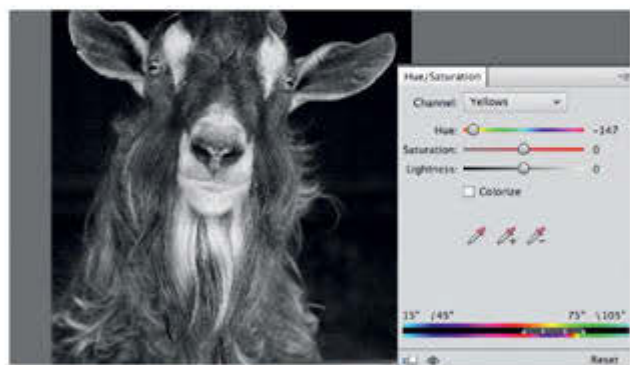 Hue/Saturation
Channel: Yellows
Hue: -147
Saturation: 0
Lightness: 0
Colorize
15° /45° 75° \105°
Reset